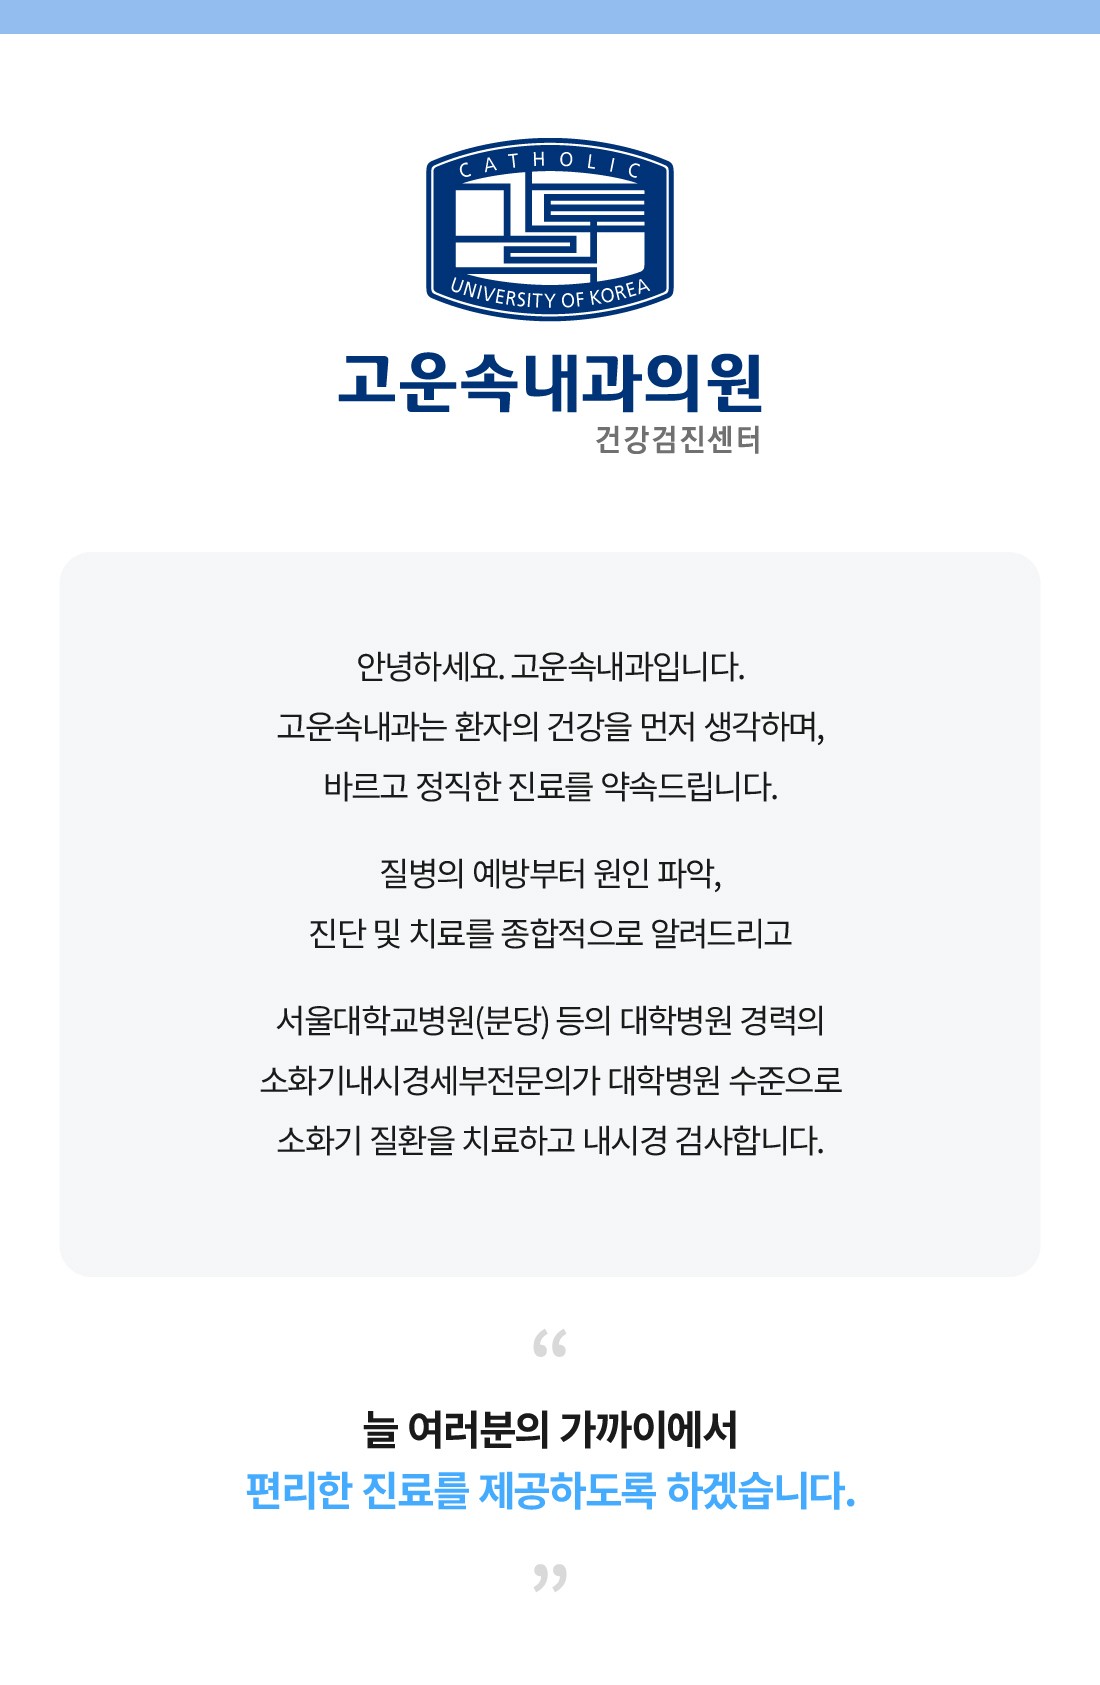 CATHOLIC
UNIVERSITY OF KOREA
고운속내과의원
건강검진센터
안녕하세요. 고운속내과입니다.
고운속내과는 환자의 건강을 먼저 생각하며,
바르고 정직한 진료를 약속드립니다.
질병의 예방부터 원인 파악,
진단 및 치료를 종합적으로 알려드리고
서울대학교병원(분당) 등의 대학병원 경력의
소화기내시경세부전문의가 대학병원 수준으로
소화기 질환을 치료하고 내시경 검사합니다.
“
늘 여러분의 가까이에서
편리한 진료를 제공하도록 하겠습니다.
”